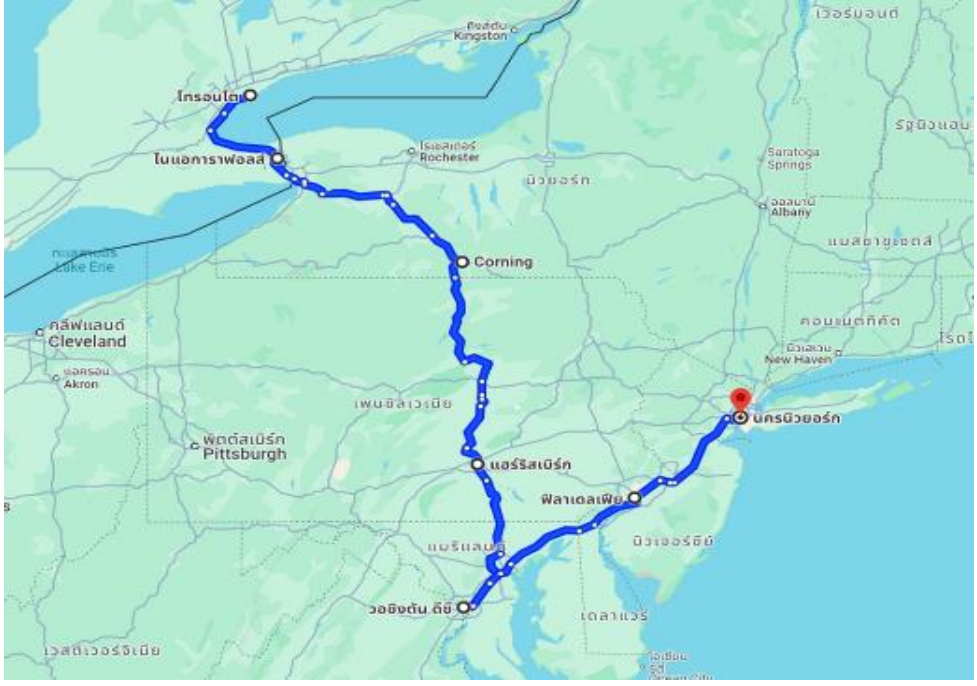 คิงส์ตัน
Kingston
เวอร์มอนต์
โทรอนโต
รัฐนิวแฮม
ไนแอการาฟอลส์
โรเชสเตอร์
Rochester
Saratoga
Springs
นิวยอร์ก
ออลบานี
Albany
แมสซาชูเซตส์
ทะเลสาบอีรี
Lake Erie
Corning
คลีฟแลนด์
Cleveland
คอนเนตทิคัต
โรดไ
นิวเฮเวน
New Haven
แอครอน
Akron
เพนซิลเวเนีย
นครนิวยอร์ก
พิตต์สเบิร์ก
Pittsburgh
แฮร์ริสเบิร์ก
ฟิลาเดลเฟีย
นิวเจอร์ซีย์
แมริแลนด์
วอชิงตัน ดีซี
เดลาแวร์
เวสต์เวอร์จิเนีย
โอเชียน
ซิตี
Ocean City